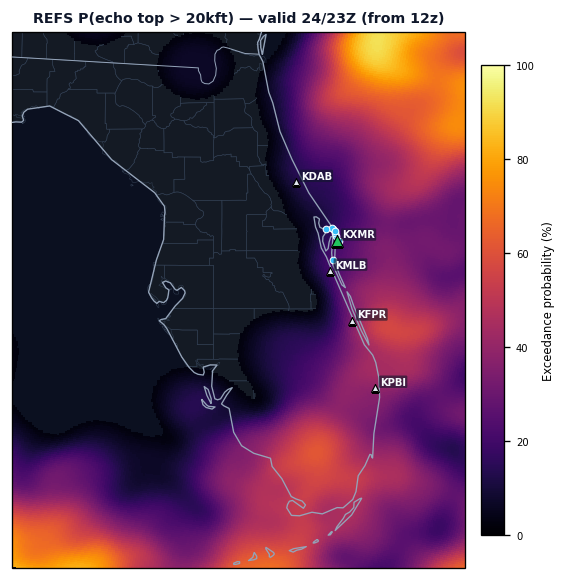 REFS P(echo top > 20kft) — valid 24/23Z (from 12z)
KDAB
KXMR
KMLB
KFPR
KPBI
100
80
60
40
20
0
Exceedance probability (%)